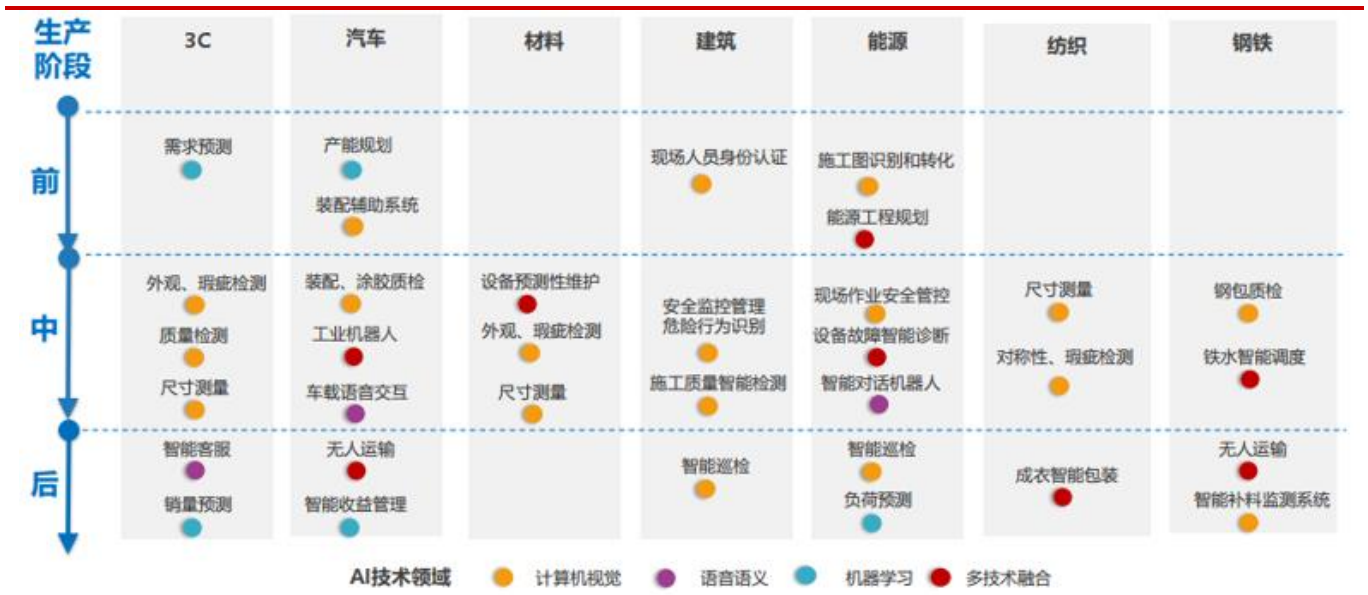 生产
阶段
3C
汽车
材料
建筑
能源
纺织
钢铁
前
需求预测
产能规划
装配辅助系统
现场人员身份认证
施工图识别和转化
能源工程规划
中
外观、瑕疵检测
质量检测
尺寸测量
装配、涂胶质检
工业机器人
车载语音交互
设备预测性维护
外观、瑕疵检测
尺寸测量
安全监控管理
危险行为识别
施工质量智能检测
现场作业安全管控
设备故障智能诊断
智能对话机器人
尺寸测量
对称性、瑕疵检测
钢包质检
铁水智能调度
后
智能客服
销量预测
无人运输
智能收益管理
智能巡检
智能巡检
负荷预测
成衣智能包装
无人运输
智能补料监测系统
AI技术领域
计算机视觉
语音语义
机器学习
多技术融合